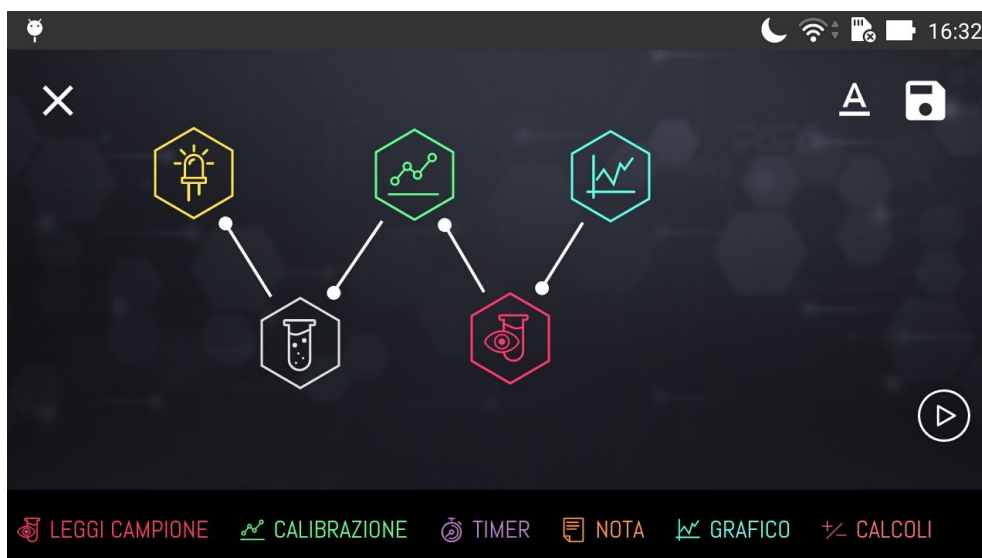 16:32
A
LEGGI CAMPIONE CALIBRAZIONE TIMER NOTA GRAFICO +/- CALCOLI